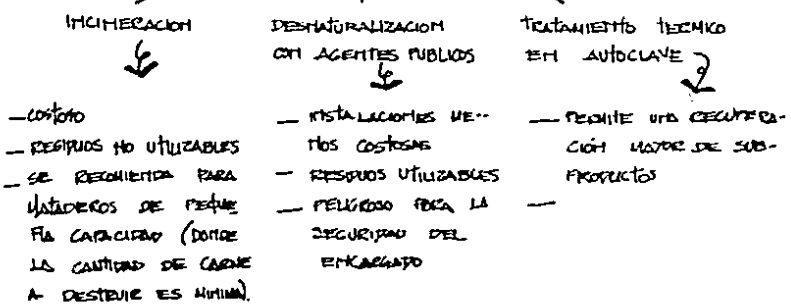 INCINERACION
DESNATURALIZACION
CON AGENTES PUBLICOS
TRATAMIENTO TERMICO
EN AUTOCLAVE
— COSTOSO
— RESIDUOS NO UTILIZABLES
— SE RECOMIENDA PARA
MATADEROS DE PEQUE
ÑA CAPACIDAD (DONDE
LA CANTIDAD DE CARNE
A DESTRUIR ES MINIMA).
— INSTALACIONES ME--
NOS COSTOSAS
— RESIDUOS UTILIZABLES
— PELIGROSO PARA LA
SEGURIDAD DEL
ENCARGADO
— PERMITE UNA RECUPERA-
CIÓN MAYOR DE SUB-
PRODUCTOS
—